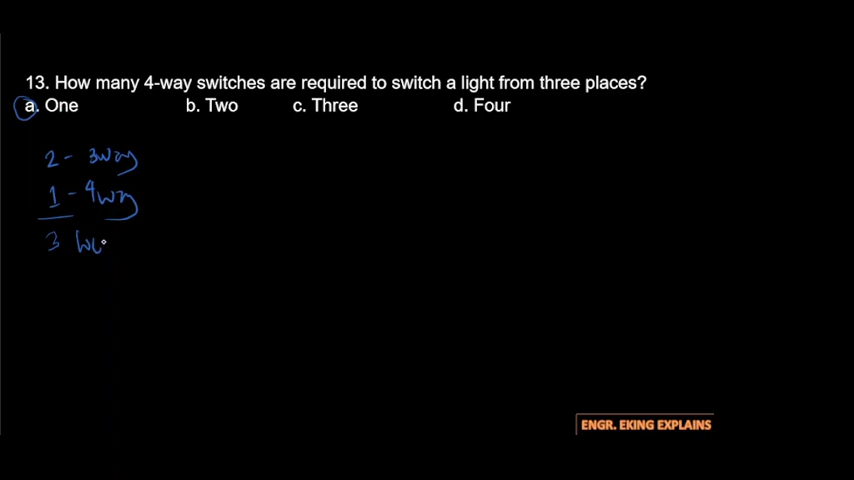 13. How many 4-way switches are required to switch a light from three places?
a. One b. Two c. Three d. Four
2 - 3way
1 - 4way
3
ENGR. EKING EXPLAINS